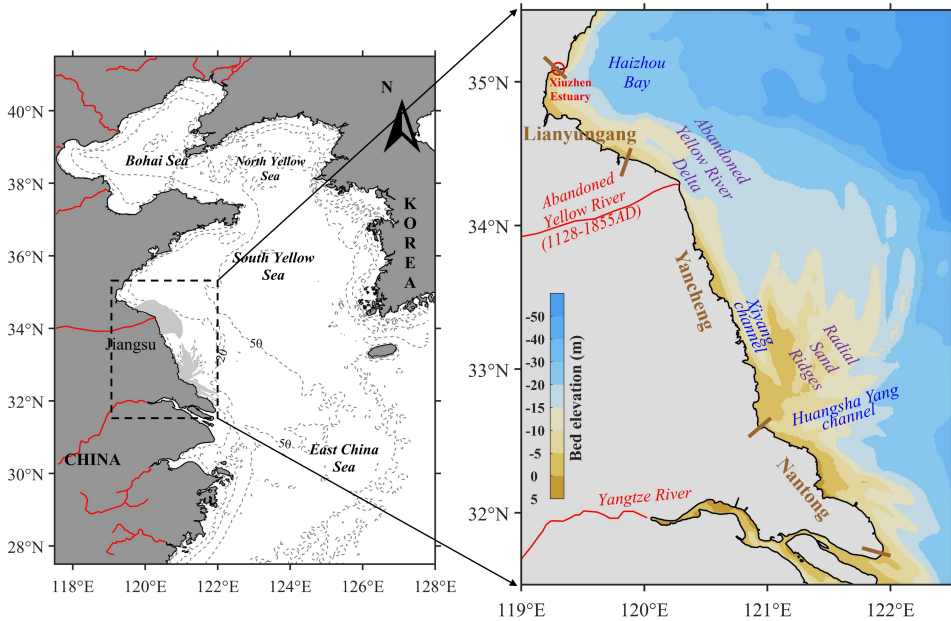 40°N
38°N
36°N
34°N
32°N
30°N
28°N
118°E
120°E
122°E
124°E
126°E
128°E
N
Bohai Sea
North Yellow
Sea
KOREA
South Yellow
Sea
Jiangsu
20
50
50
East China
Sea
CHINA
35°N
34°N
33°N
32°N
119°E
120°E
121°E
122°E
Haizhou
Bay
Xiuzhen
Estuary
Lianyungang
Abandoned
Yellow River
Delta
Abandoned
Yellow River
(1128-1855AD)
Yancheng
Xiyang
channel
Radial
Sand
Ridges
Huangsha Yang
channel
Nantong
Yangtze River
-50
-40
-30
-20
-15
-10
-5
0
5
Bed elevation (m)